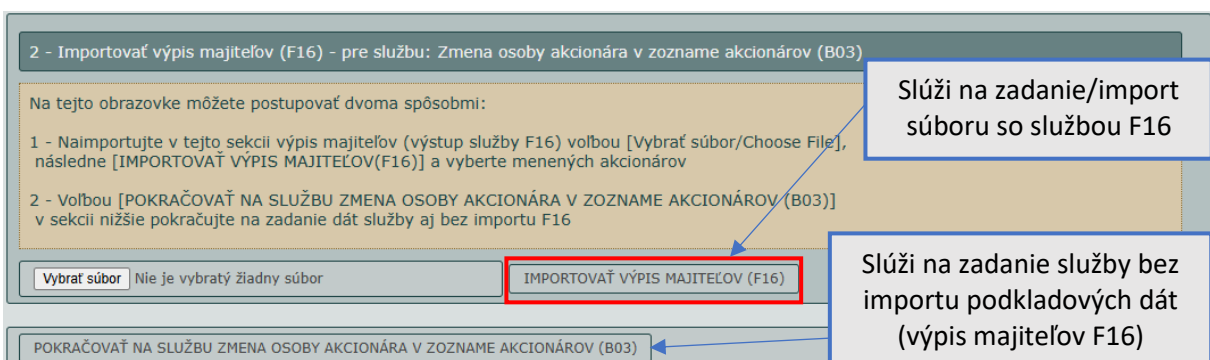 2 - Importovať výpis majiteľov (F16) - pre službu: Zmena osoby akcionára v zozname akcionárov (B03)
Slúži na zadanie/import
súboru so službou F16
Na tejto obrazovke môžete postupovať dvoma spôsobmi:
1 - Naimportujte v tejto sekcii výpis majiteľov (výstup služby F16) voľbou [Vybrať súbor/Choose File],
následne [IMPORTOVAŤ VÝPIS MAJITEĽOV(F16)] a vyberte menených akcionárov
2 - Voľbou [POKRAČOVAŤ NA SLUŽBU ZMENA OSOBY AKCIONÁRA V ZOZNAME AKCIONÁROV (B03)]
v sekcii nižšie pokračujte na zadanie dát služby aj bez importu F16
Vybrať súbor Nie je vybratý žiadny súbor
IMPORTOVAŤ VÝPIS MAJITEĽOV (F16)
Slúži na zadanie služby bez
importu podkladových dát
(výpis majiteľov F16)
POKRAČOVAŤ NA SLUŽBU ZMENA OSOBY AKCIONÁRA V ZOZNAME AKCIONÁROV (B03)